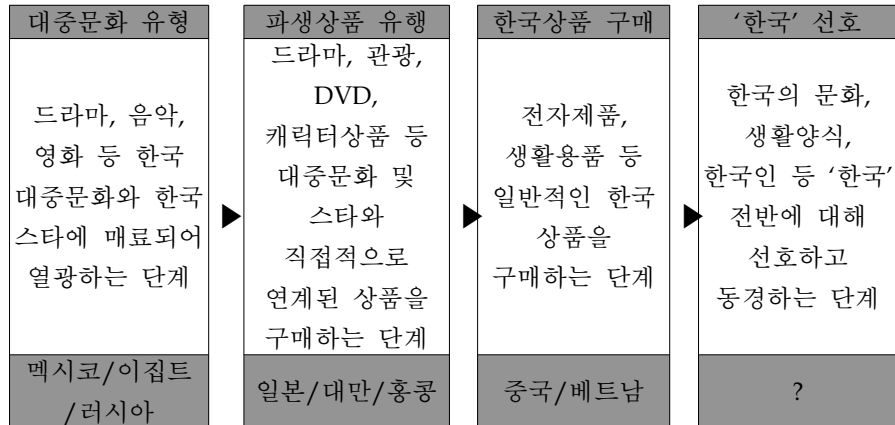 대중문화 유형
드라마, 음악,
영화 등 한국
대중문화와 한국
스타에 매료되어
열광하는 단계
멕시코/이집트
/러시아
파생상품 유행
드라마, 관광,
DVD,
캐릭터상품 등
대중문화 및
스타와
직접적으로
연계된 상품을
구매하는 단계
일본/대만/홍콩
한국상품 구매
전자제품,
생활용품 등
일반적인 한국
상품을
구매하는 단계
중국/베트남
‘한국’ 선호
한국의 문화,
생활양식,
한국인 등 ‘한국’
전반에 대해
선호하고
동경하는 단계
?